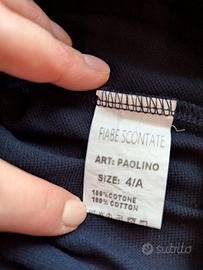 FIABE SCONTATE
ART: PAOLINO
SIZE: 4/A
100%COTONE
100% COTTON
subito